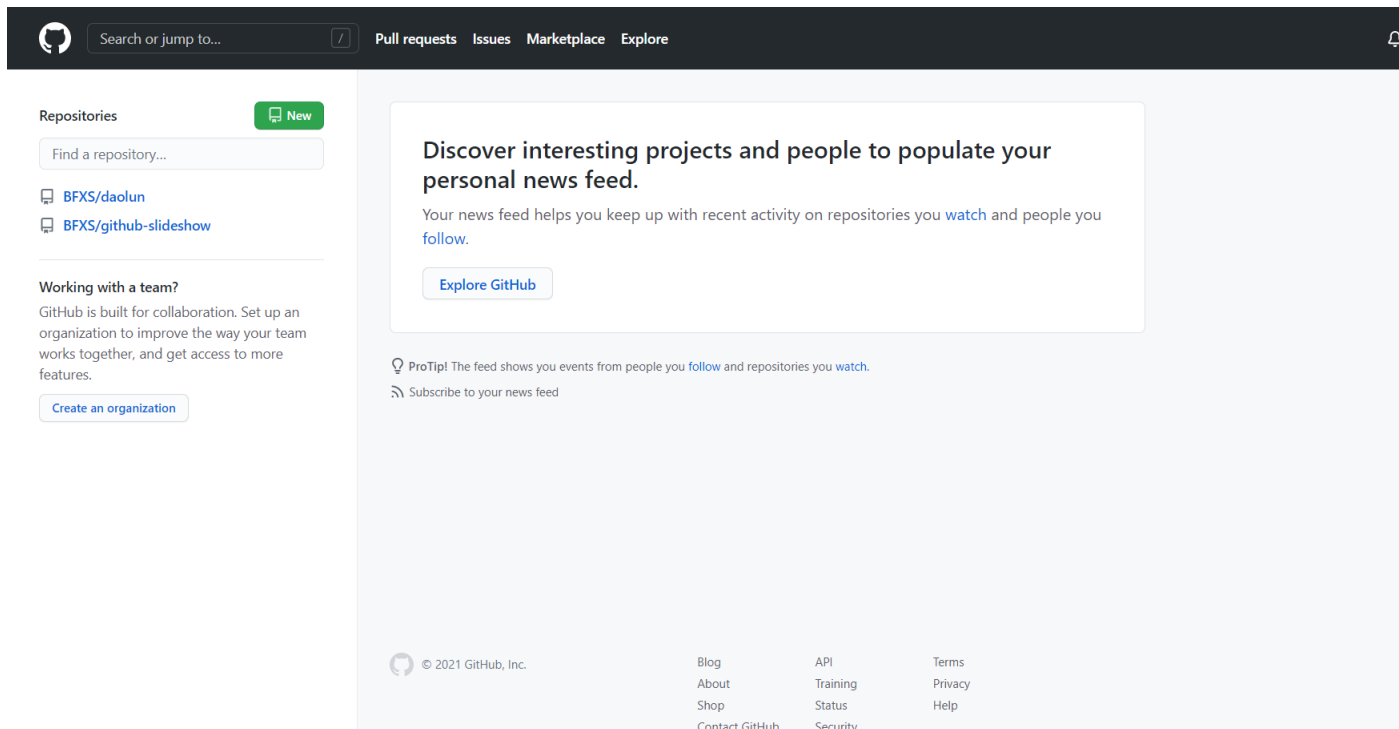 Search or jump to... /
Pull requests Issues Marketplace Explore
Repositories
New
Find a repository...
BFXS/daolun
BFXS/github-slideshow
Working with a team?
GitHub is built for collaboration. Set up an
organization to improve the way your team
works together, and get access to more
features.
Create an organization
Discover interesting projects and people to populate your
personal news feed.
Your news feed helps you keep up with recent activity on repositories you watch and people you
follow.
Explore GitHub
ProTip! The feed shows you events from people you follow and repositories you watch.
Subscribe to your news feed
© 2021 GitHub, Inc.
Blog
About
Shop
Contact GitHub
API
Training
Status
Security
Terms
Privacy
Help